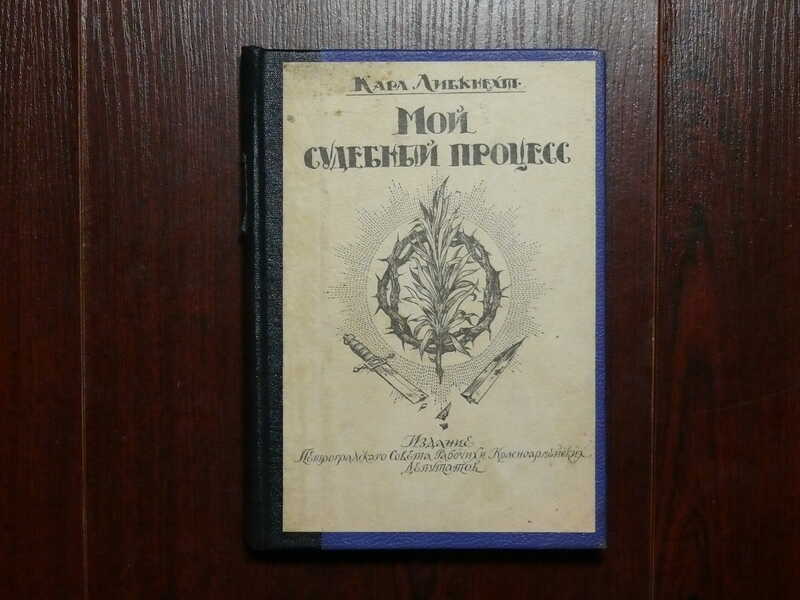 Карл Либкнехт.
Мой
судебный процесс
Издание
Петроградского Совета Рабочих и Красноармейских
Депутатов